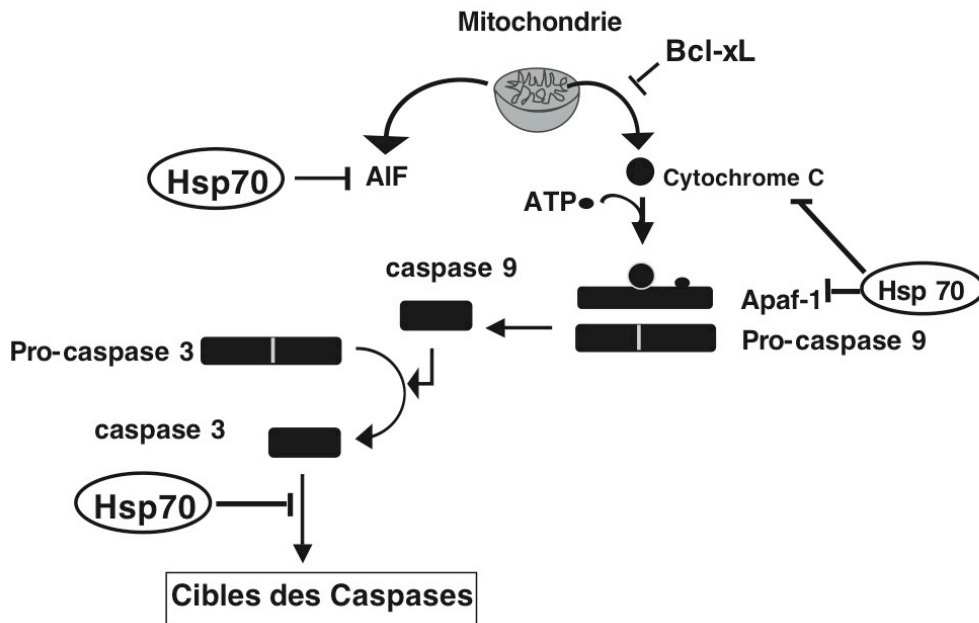 Mitochondrie
Bcl-xL
Hsp70
AIF
Cytochrome C
ATP
caspase 9
Apaf-1
Hsp 70
Pro-caspase 3
Pro-caspase 9
caspase 3
Hsp70
Cibles des Caspases